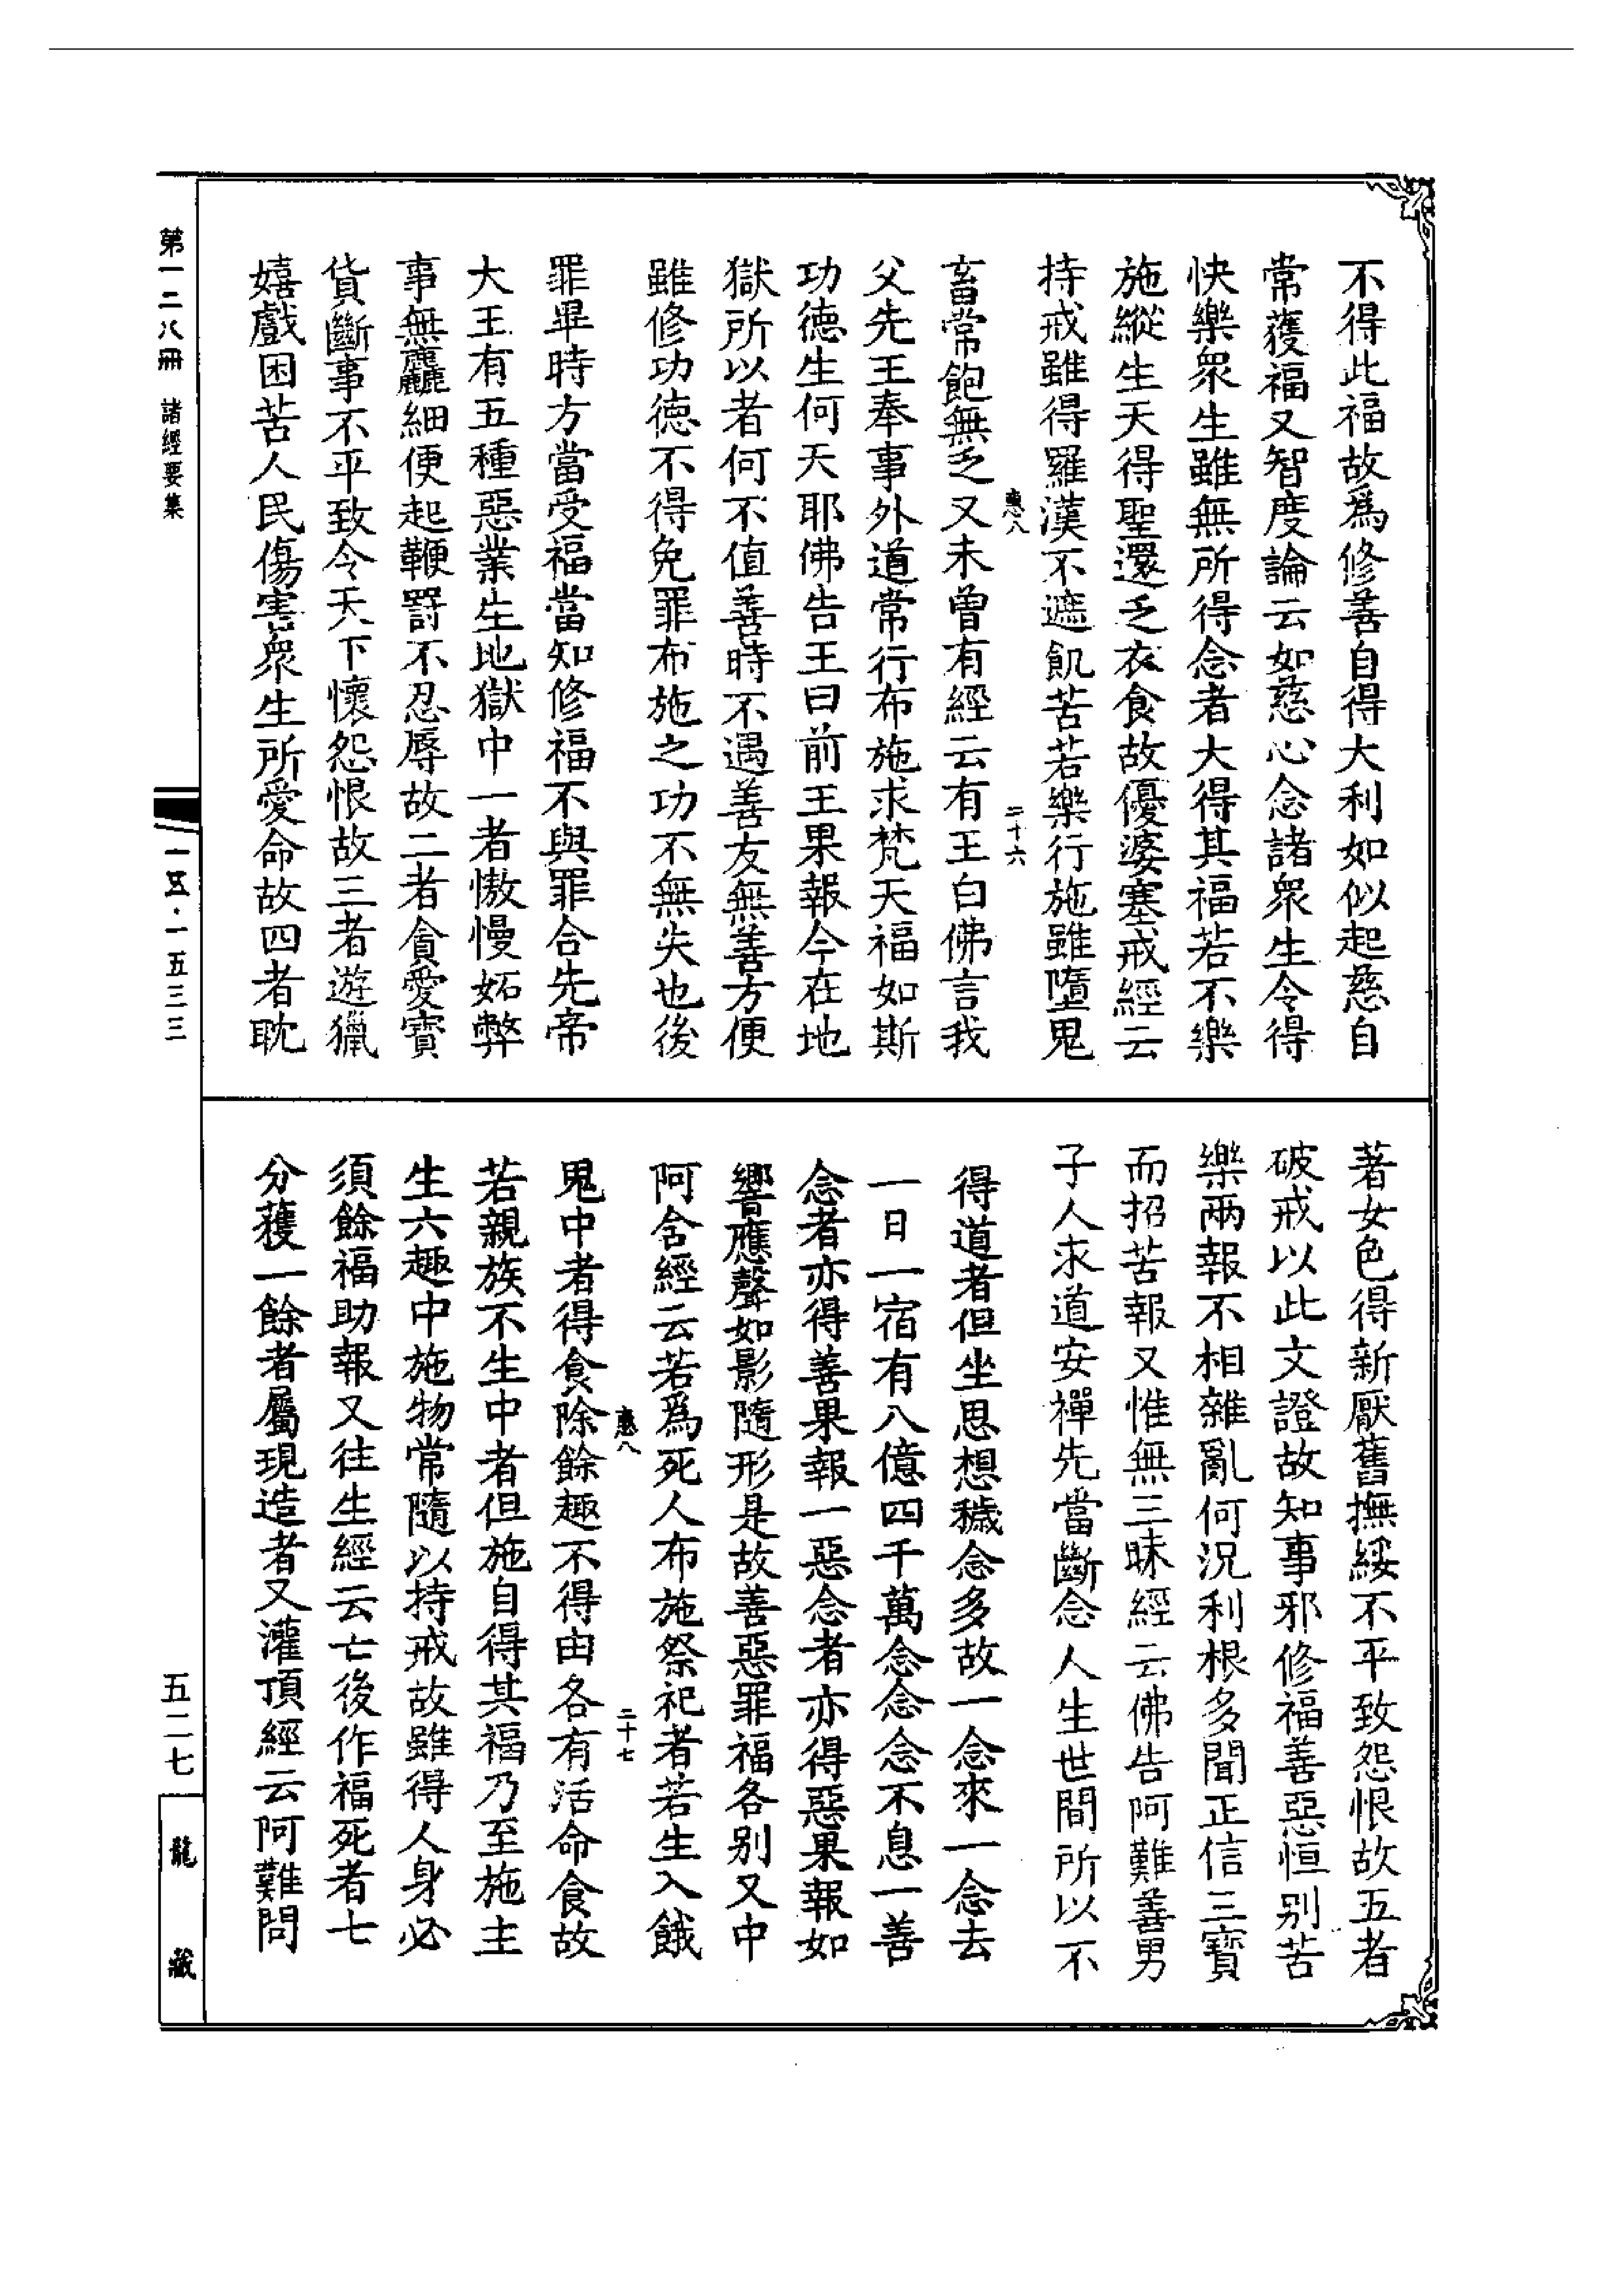 不得此福故爲修善自得大利如似起慈自
常獲福又智度論云如慈心念諸衆生令得
快樂衆生雖無所得念者大得其福若不樂
施縱生天得聖還乏衣食故優婆塞戒經云
持戒雖得羅漢不遮飢苦若樂行施雖墮鬼
惠八
二十六
畜常飽無乏又未曾有經云有王白佛言我
父先王奉事外道常行布施求梵天福如斯
功德生何天耶佛告王曰前王果報今在地
獄所以者何不值善時不遇善友無善方便
雖修功德不得免罪布施之功不無失也後
罪畢時方當受福當知修福不與罪合先帝
大王有五種惡業生地獄中一者憿慢妬弊
事無麤細便起鞭罸不忍辱故二者貪愛寶
貨斷事不平致令天下懷怨恨故三者遊獵
嬉戲困苦人民傷害衆生所愛命故四者耽
著女色得新厭舊撫綏不平致怨恨故五者
破戒以此文證故知事邪修福善惡恒別苦
樂兩報不相雜亂何況利根多聞正信三寶
而招苦報又惟無三昧經云佛告阿難善男
子人求道安禪先當斷念人生世間所以不
得道者但坐思想穢念多故一念來一念去
一日一宿有八億四千萬念念念不息一善
念者亦得善果報一惡念者亦得惡果報如
響應聲如影隨形是故善惡罪福各別又中
阿含經云若爲死人布施祭祀者若生入餓
惠八
二十七
鬼中者得食除餘趣不得由各有活命食故
若親族不生中者但施自得其福乃至施主
生六趣中施物常隨以持戒故雖得人身必
須餘福助報又往生經云亡後作福死者七
分獲一餘者屬現造者又灌頂經云阿難問
第一二八冊 諸經要集
一五·一五三三
五二七
龍藏